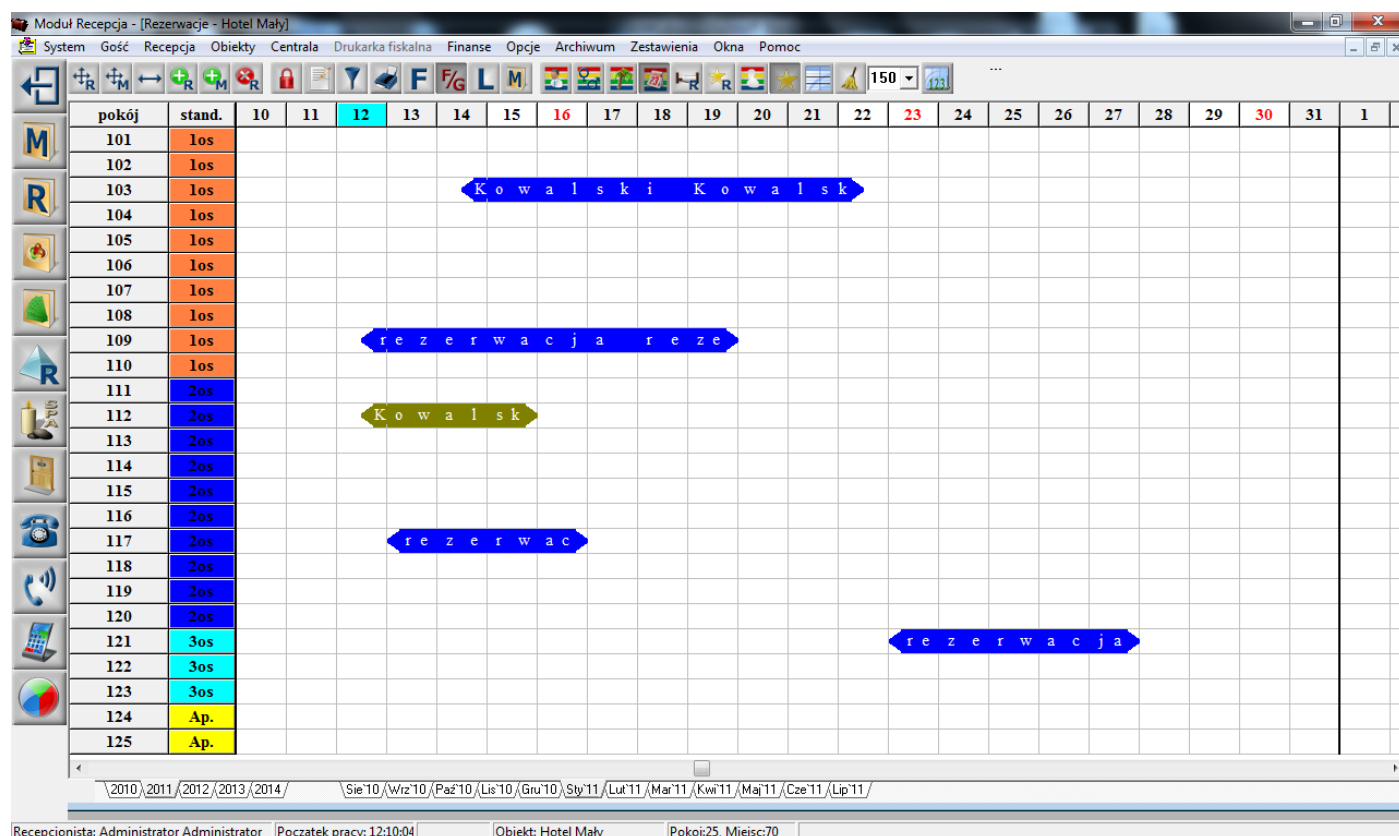 Moduł Recepcja - [Rezerwacje - Hotel Mały]
System Gość Recepcja Obiekty Centrala Drukarka fiskalna Finanse Opcje Archiwum Zestawienia Okna Pomoc
R M R M R F F/G L M R R 150 123 ...
pokój stand. 10 11 12 13 14 15 16 17 18 19 20 21 22 23 24 25 26 27 28 29 30 31 1
M
101 1os
102 1os
R
103 1os Kowalski Kowalsk
104 1os
105 1os
106 1os
107 1os
108 1os
109 1os rezerwacja reze
R
110 1os
111 2os
SPA
112 2os Kowalsk
113 2os
114 2os
115 2os
116 2os
117 2os rezerwac
118 2os
119 2os
120 2os
121 3os rezerwacja
122 3os
123 3os
124 Ap.
125 Ap.
2010 2011 2012 2013 2014 Sie`10 Wrz`10 Paź`10 Lis`10 Gru`10 Sty`11 Lut`11 Mar`11 Kwi`11 Maj`11 Cze`11 Lip`11
Recepcjonista: Administrator Administrator Początek pracy: 12:10:04 Obiekt: Hotel Mały Pokoi:25, Miejsc:70